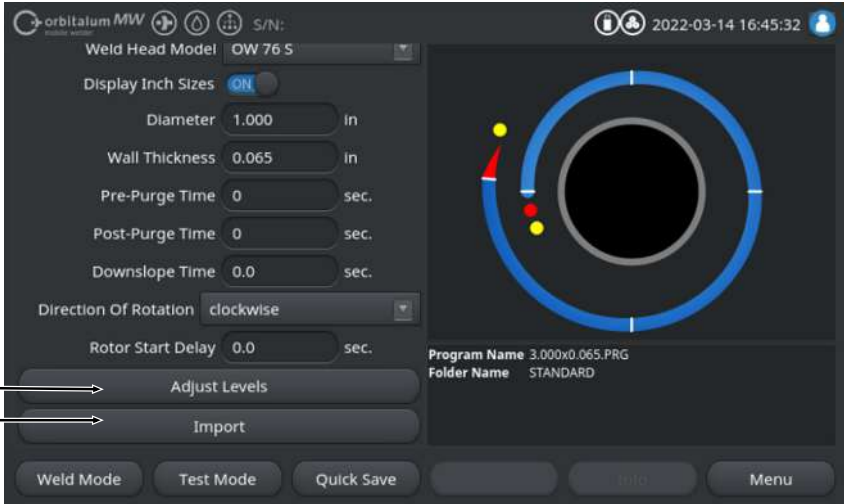 orbitalum MW
mobile welder
S/N:
2022-03-14 16:45:32
Weld Head Model OW 76 S
Display Inch Sizes ON
Diameter 1.000 in
Wall Thickness 0.065 in
Pre-Purge Time 0 sec.
Post-Purge Time 0 sec.
Downslope Time 0.0 sec.
Direction Of Rotation clockwise
Rotor Start Delay 0.0 sec.
Adjust Levels
Import
Program Name 3.000x0.065.PRG
Folder Name STANDARD
Weld Mode Test Mode Quick Save Info Menu